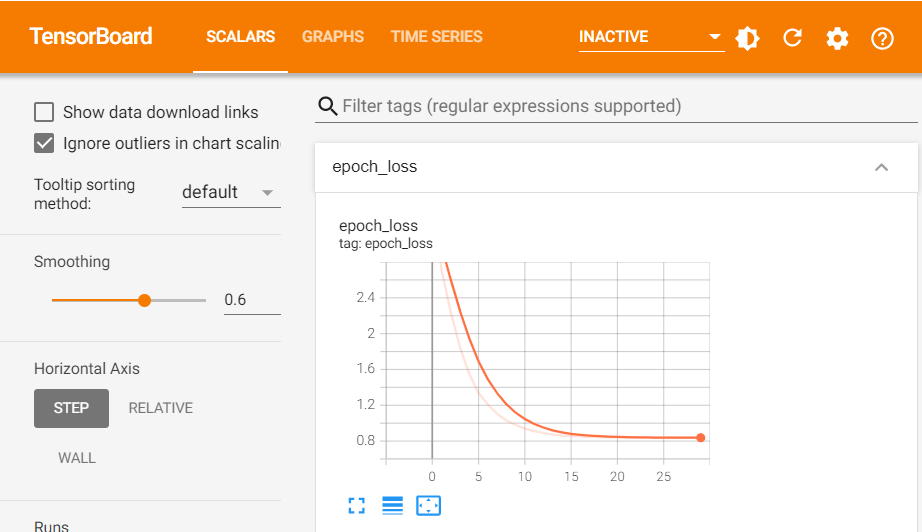 TensorBoard
SCALARS GRAPHS TIME SERIES INACTIVE
Show data download links
Ignore outliers in chart scalin
Tooltip sorting
method:
default
Smoothing
0.6
Horizontal Axis
STEP RELATIVE
WALL
Runs
Filter tags (regular expressions supported)
epoch_loss
epoch_loss
tag: epoch_loss
2.4
2
1.6
1.2
0.8
0 5 10 15 20 25